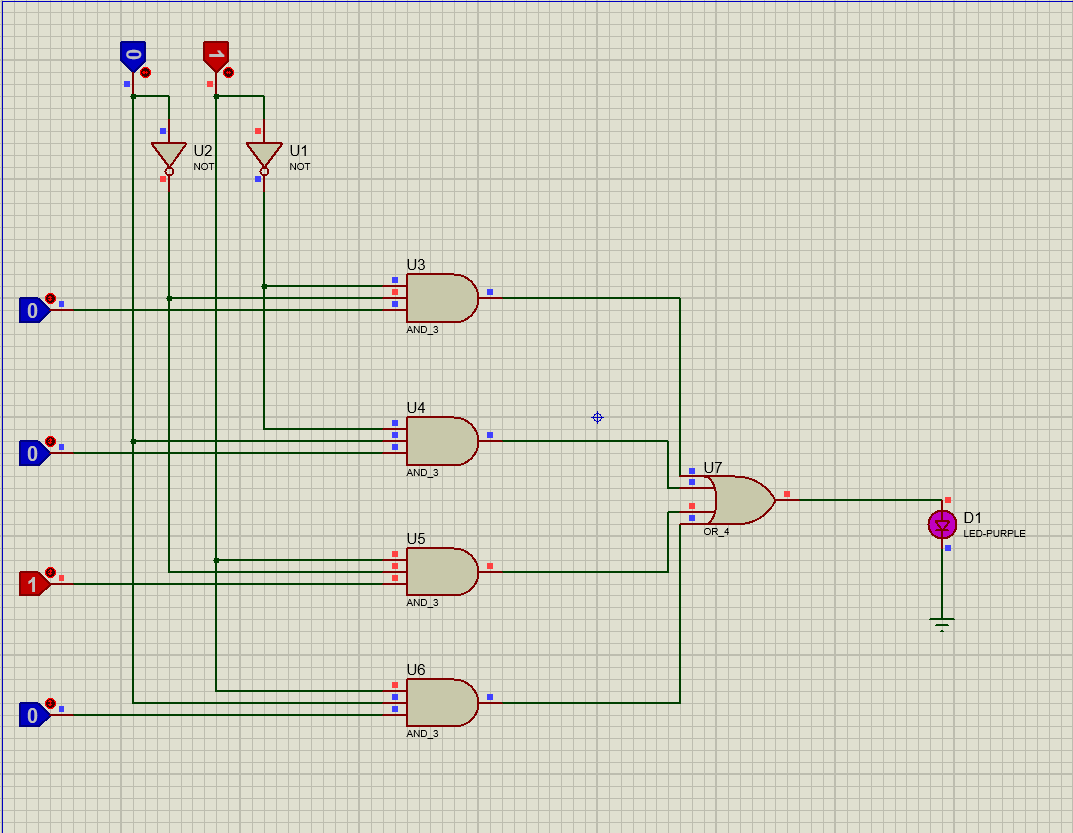 0
1
U2
NOT
U1
NOT
U3
0
AND_3
U4
0
AND_3
U7
OR_4
D1
LED-PURPLE
U5
1
AND_3
U6
0
AND_3